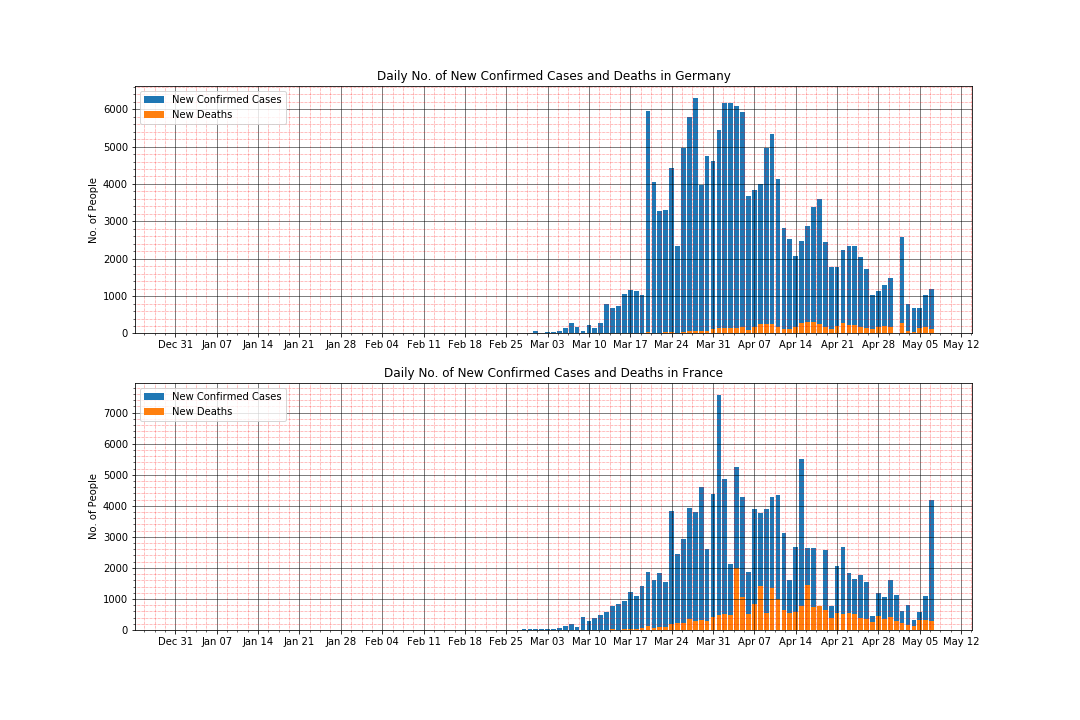 Daily No. of New Confirmed Cases and Deaths in Germany
New Confirmed Cases
New Deaths
No. of People
6000
5000
4000
3000
2000
1000
0
Dec 31 Jan 07 Jan 14 Jan 21 Jan 28 Feb 04 Feb 11 Feb 18 Feb 25 Mar 03 Mar 10 Mar 17 Mar 24 Mar 31 Apr 07 Apr 14 Apr 21 Apr 28 May 05 May 12
Daily No. of New Confirmed Cases and Deaths in France
New Confirmed Cases
New Deaths
No. of People
7000
6000
5000
4000
3000
2000
1000
0
Dec 31 Jan 07 Jan 14 Jan 21 Jan 28 Feb 04 Feb 11 Feb 18 Feb 25 Mar 03 Mar 10 Mar 17 Mar 24 Mar 31 Apr 07 Apr 14 Apr 21 Apr 28 May 05 May 12